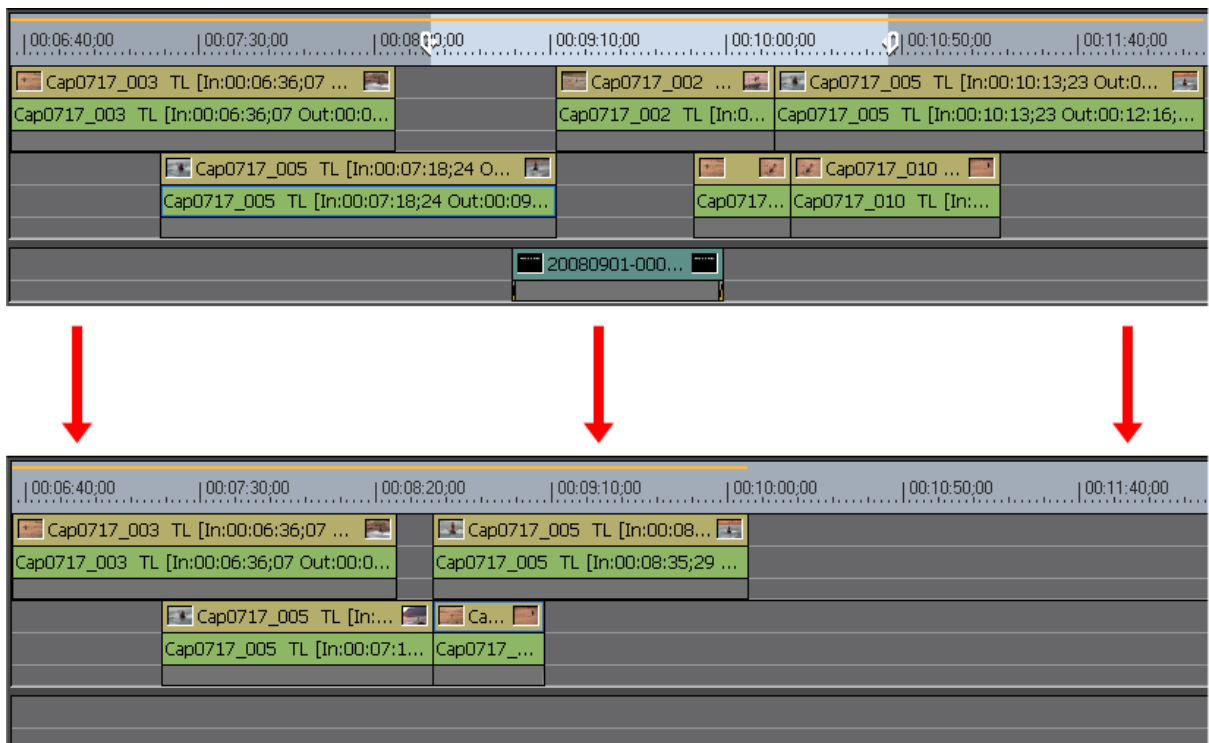 00:06:40;00 00:07:30;00 00:08 0;00 00:09:10;00 00:10:00;00 00:10:50;00 00:11:40;00
Cap0717_003 TL [In:00:06:36;07 ... Cap0717_002 ... Cap0717_005 TL [In:00:10:13;23 Out:0...
Cap0717_003 TL [In:00:06:36;07 Out:00:0... Cap0717_002 TL [In:0... Cap0717_005 TL [In:00:10:13;23 Out:00:12:16;...
Cap0717_005 TL [In:00:07:18;24 O... Cap0717_010 ...
Cap0717_005 TL [In:00:07:18;24 Out:00:09... Cap0717... Cap0717_010 TL [In:...
20080901-000...
00:06:40;00 00:07:30;00 00:08:20;00 00:09:10;00 00:10:00;00 00:10:50;00 00:11:40;00
Cap0717_003 TL [In:00:06:36;07 ... Cap0717_005 TL [In:00:08...
Cap0717_003 TL [In:00:06:36;07 Out:00:0... Cap0717_005 TL [In:00:08:35;29 ...
Cap0717_005 TL [In:... Ca...
Cap0717_005 TL [In:00:07:1... Cap0717_...